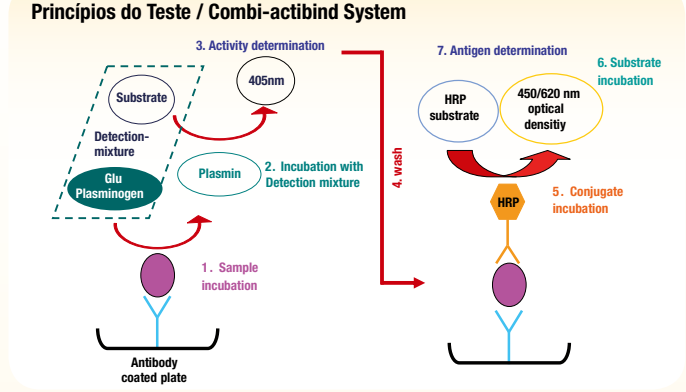 Princípios do Teste / Combi-actibind System
3. Activity determination
405nm
Substrate
Detection-
mixture
Glu
Plasminogen
Plasmin
2. Incubation with
Detection mixture
1. Sample
incubation
Antibody
coated plate
4. wash
7. Antigen determination
6. Substrate
incubation
HRP
substrate
450/620 nm
optical
densitiy
HRP
5. Conjugate
incubation